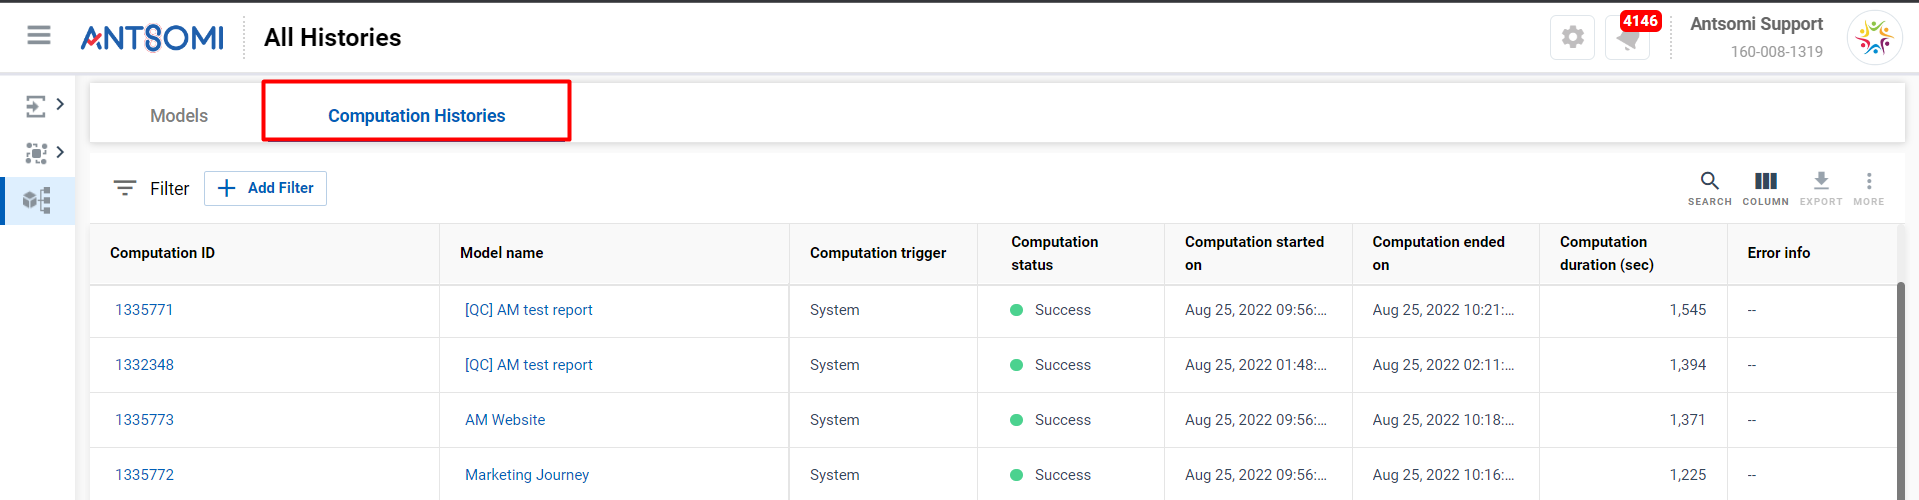 ANTSOMI All Histories 4146 Antsomi Support
160-008-1319
Models Computation Histories
Filter Add Filter SEARCH COLUMN EXPORT MORE
Computation ID Model name Computation trigger Computation status Computation started on Computation ended on Computation duration (sec) Error info
1335771 [QC] AM test report System Success Aug 25, 2022 09:56:... Aug 25, 2022 10:21:... 1,545 --
1332348 [QC] AM test report System Success Aug 25, 2022 01:48:... Aug 25, 2022 02:11:... 1,394 --
1335773 AM Website System Success Aug 25, 2022 09:56:... Aug 25, 2022 10:18:... 1,371 --
1335772 Marketing Journey System Success Aug 25, 2022 09:56:... Aug 25, 2022 10:16:... 1,225 --